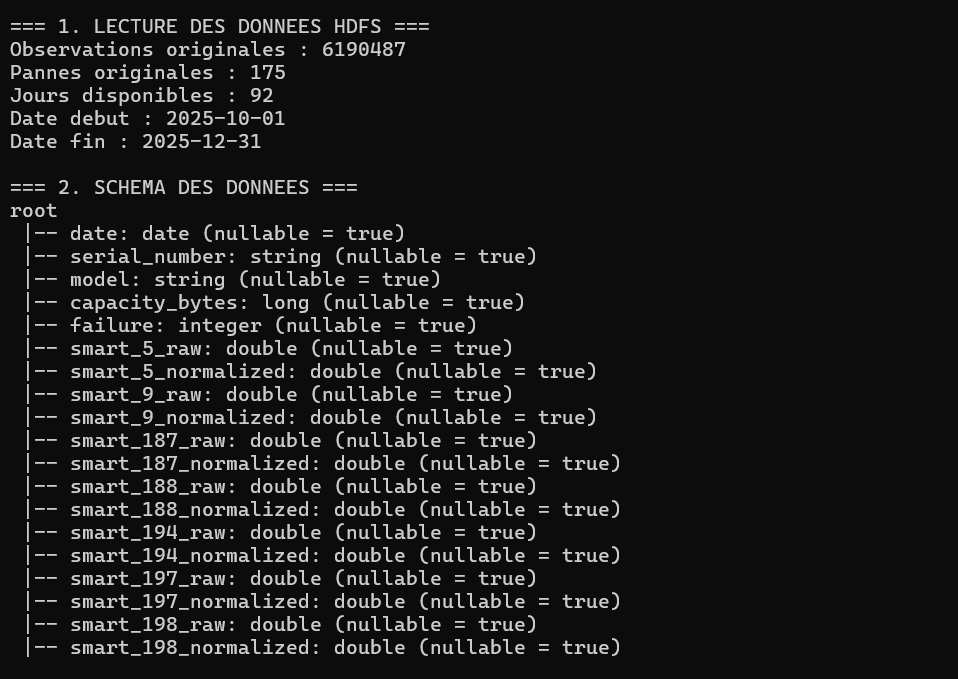 === 1. LECTURE DES DONNEES HDFS ===
Observations originales : 6190487
Pannes originales : 175
Jours disponibles : 92
Date debut : 2025-10-01
Date fin : 2025-12-31
=== 2. SCHEMA DES DONNEES ===
root
 |-- date: date (nullable = true)
 |-- serial_number: string (nullable = true)
 |-- model: string (nullable = true)
 |-- capacity_bytes: long (nullable = true)
 |-- failure: integer (nullable = true)
 |-- smart_5_raw: double (nullable = true)
 |-- smart_5_normalized: double (nullable = true)
 |-- smart_9_raw: double (nullable = true)
 |-- smart_9_normalized: double (nullable = true)
 |-- smart_187_raw: double (nullable = true)
 |-- smart_187_normalized: double (nullable = true)
 |-- smart_188_raw: double (nullable = true)
 |-- smart_188_normalized: double (nullable = true)
 |-- smart_194_raw: double (nullable = true)
 |-- smart_194_normalized: double (nullable = true)
 |-- smart_197_raw: double (nullable = true)
 |-- smart_197_normalized: double (nullable = true)
 |-- smart_198_raw: double (nullable = true)
 |-- smart_198_normalized: double (nullable = true)